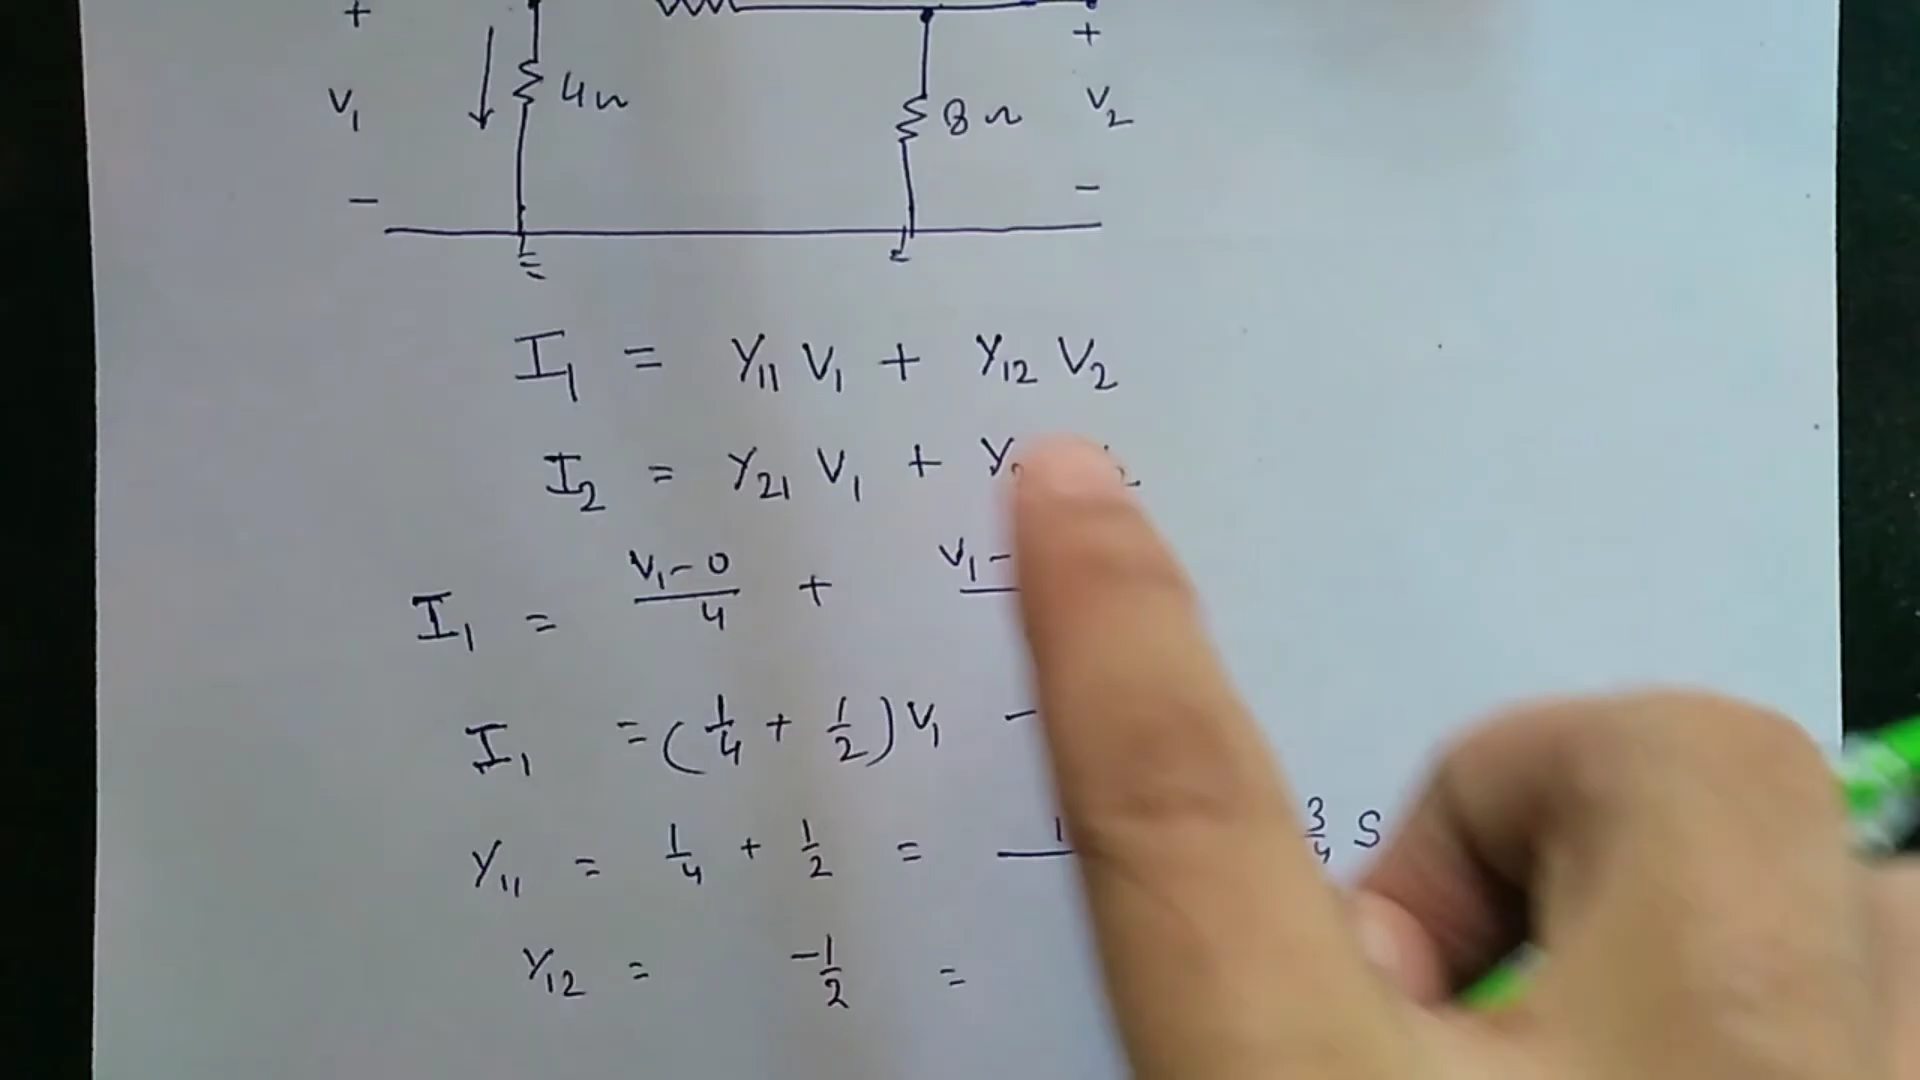 + +
V1 4Ω 8Ω V2
- -
I1 = Y11 V1 + Y12 V2
I2 = Y21 V1 + Y
I1 = V1-0/4 + V1-
I1 = (1/4 + 1/2)V1 -
Y11 = 1/4 + 1/2 = 3/4 S
Y12 = -1/2 =